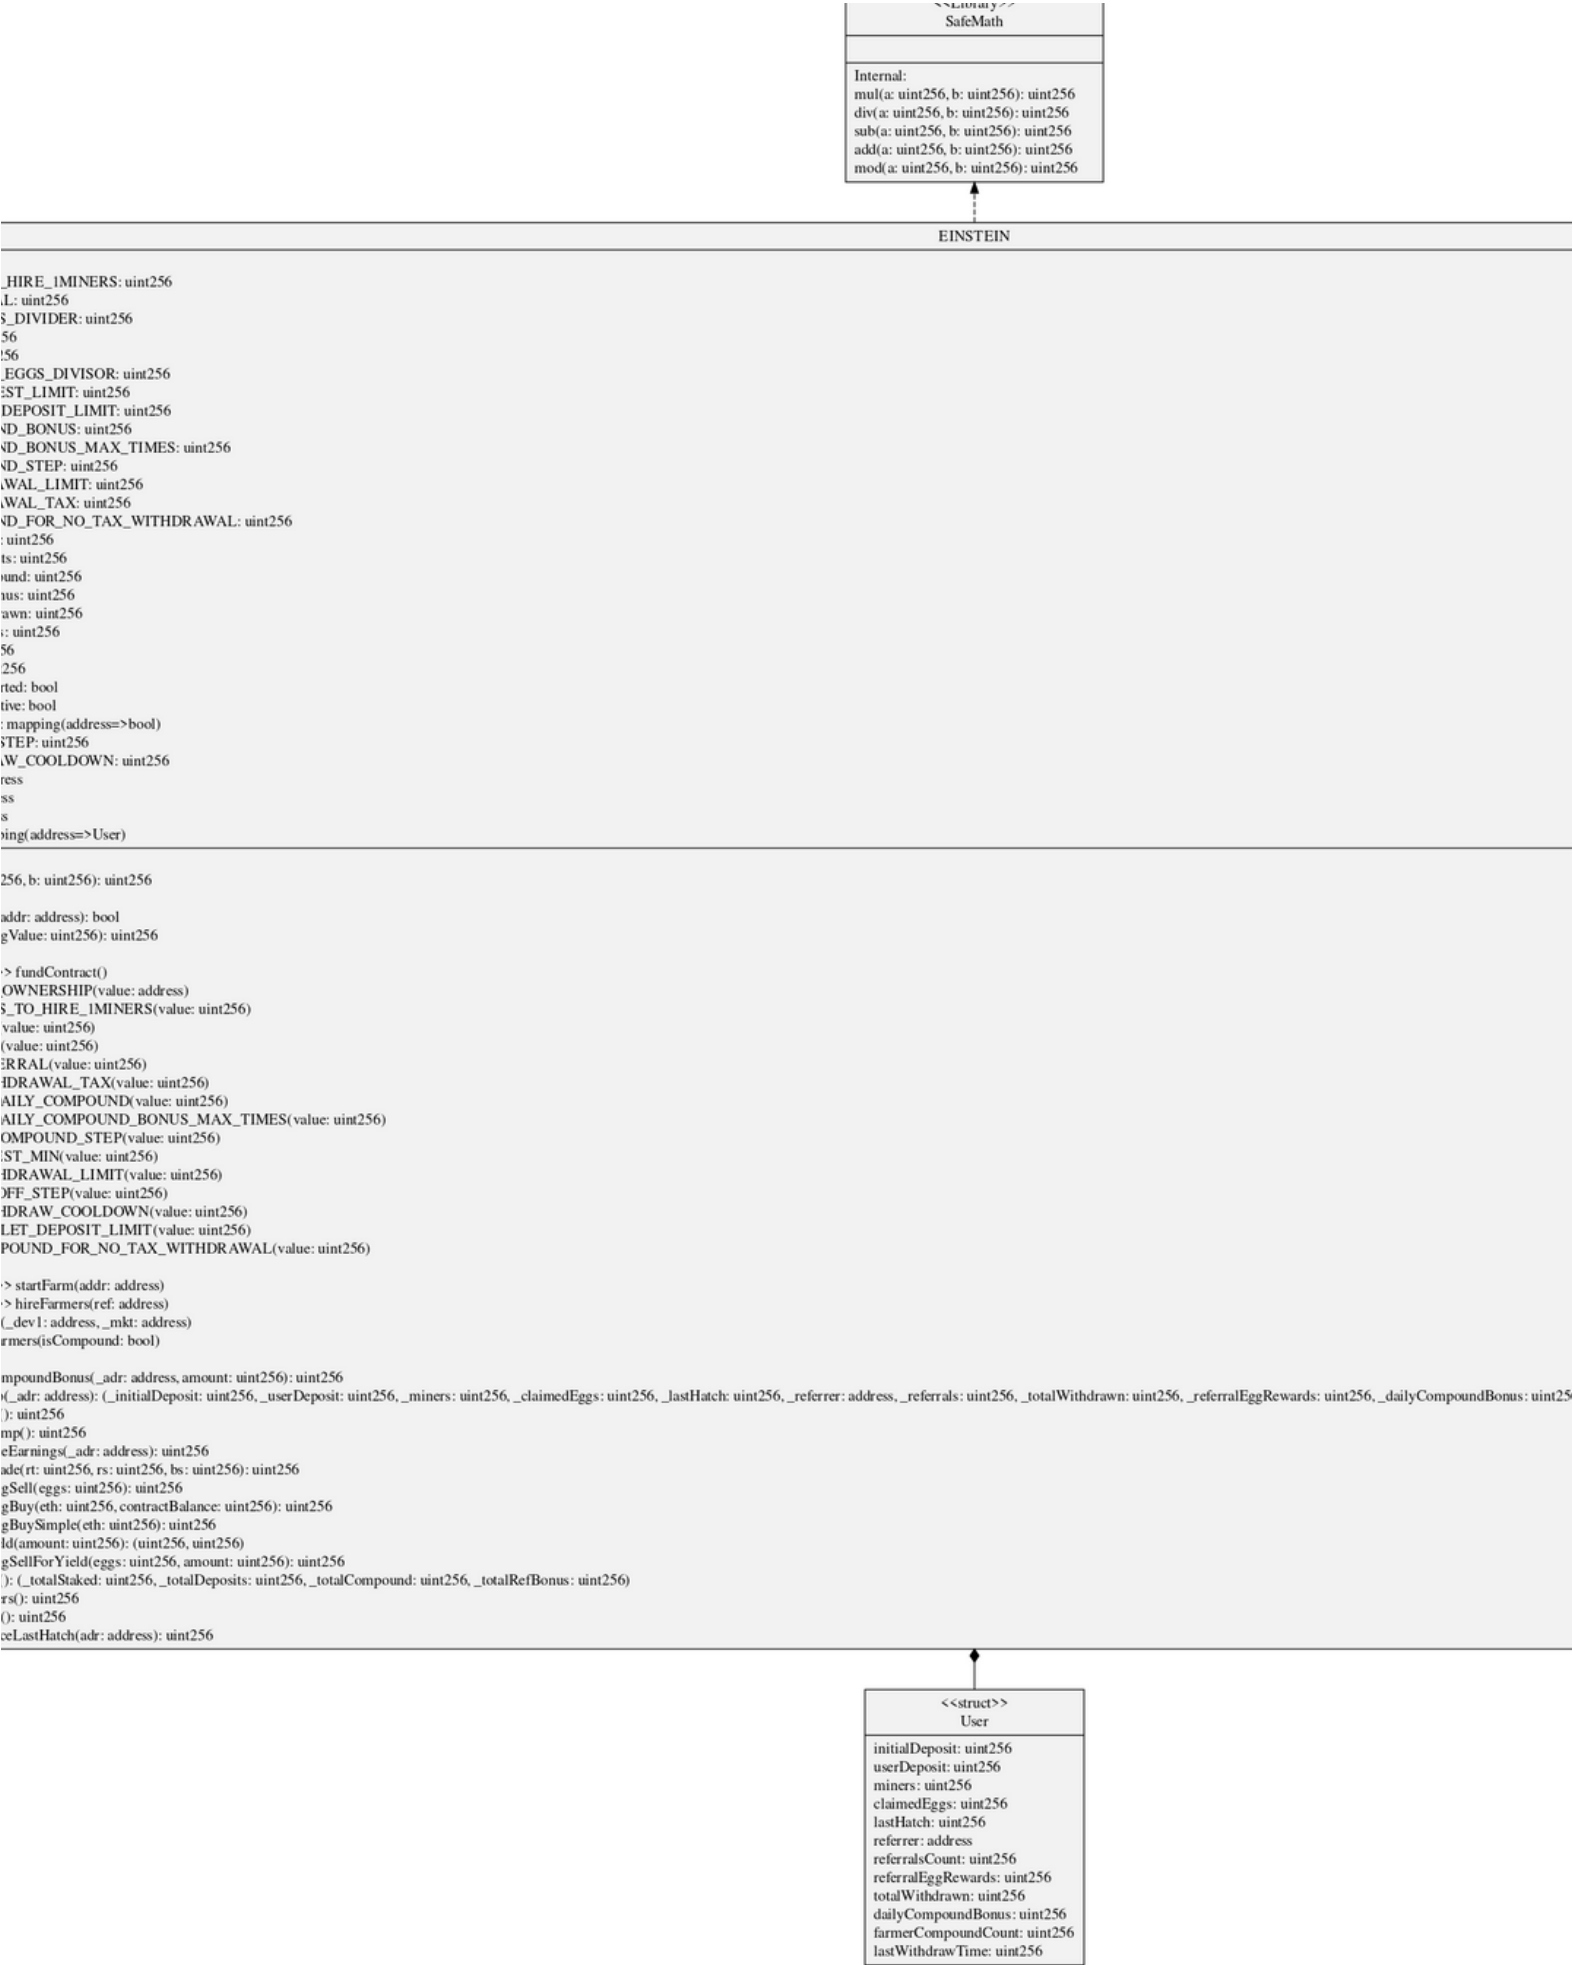 <<Library>>
SafeMath
Internal:
mul(a: uint256, b: uint256): uint256
div(a: uint256, b: uint256): uint256
sub(a: uint256, b: uint256): uint256
add(a: uint256, b: uint256): uint256
mod(a: uint256, b: uint256): uint256
EINSTEIN
_HIRE_1MINERS: uint256
AL: uint256
S_DIVIDER: uint256
56
256
_EGGS_DIVISOR: uint256
EST_LIMIT: uint256
DEPOSIT_LIMIT: uint256
ND_BONUS: uint256
ND_BONUS_MAX_TIMES: uint256
ND_STEP: uint256
AWAL_LIMIT: uint256
AWAL_TAX: uint256
ND_FOR_NO_TAX_WITHDRAWAL: uint256
: uint256
ts: uint256
ound: uint256
nus: uint256
awn: uint256
s: uint256
56
256
rted: bool
tive: bool
: mapping(address=>bool)
STEP: uint256
AW_COOLDOWN: uint256
ress
ess
s
ping(address=>User)
256, b: uint256): uint256
addr: address): bool
gValue: uint256): uint256
>> fundContract()
_OWNERSHIP(value: address)
S_TO_HIRE_1MINERS(value: uint256)
value: uint256)
(value: uint256)
ERRAL(value: uint256)
HDRAWAL_TAX(value: uint256)
AILY_COMPOUND(value: uint256)
AILY_COMPOUND_BONUS_MAX_TIMES(value: uint256)
OMPOUND_STEP(value: uint256)
EST_MIN(value: uint256)
HDRAWAL_LIMIT(value: uint256)
OFF_STEP(value: uint256)
HDRAW_COOLDOWN(value: uint256)
LET_DEPOSIT_LIMIT(value: uint256)
POUND_FOR_NO_TAX_WITHDRAWAL(value: uint256)
>> startFarm(addr: address)
>> hireFarmers(ref: address)
(_dev1: address, _mkt: address)
rmers(isCompound: bool)
mpoundBonus(_adr: address, amount: uint256): uint256
o(_adr: address): (_initialDeposit: uint256, _userDeposit: uint256, _miners: uint256, _claimedEggs: uint256, _lastHatch: uint256, _referrer: address, _referrals: uint256, _totalWithdrawn: uint256, _referralEggRewards: uint256, _dailyCompoundBonus: uint256
(): uint256
mp(): uint256
eEarnings(_adr: address): uint256
ade(rt: uint256, rs: uint256, bs: uint256): uint256
gSell(eggs: uint256): uint256
gBuy(eth: uint256, contractBalance: uint256): uint256
gBuySimple(eth: uint256): uint256
ld(amount: uint256): (uint256, uint256)
gSellForYield(eggs: uint256, amount: uint256): uint256
(): (_totalStaked: uint256, _totalDeposits: uint256, _totalCompound: uint256, _totalRefBonus: uint256)
rs(): uint256
(): uint256
ceLastHatch(adr: address): uint256
<<struct>>
User
initialDeposit: uint256
userDeposit: uint256
miners: uint256
claimedEggs: uint256
lastHatch: uint256
referrer: address
referralsCount: uint256
referralEggRewards: uint256
totalWithdrawn: uint256
dailyCompoundBonus: uint256
farmerCompoundCount: uint256
lastWithdrawTime: uint256